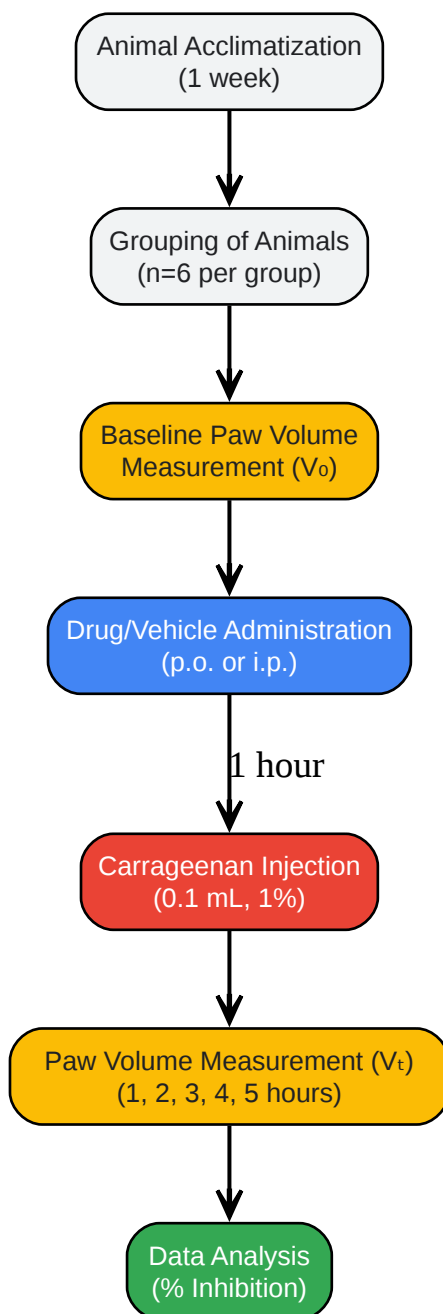 Animal Acclimatization
(1 week)
Grouping of Animals
(n=6 per group)
Baseline Paw Volume
Measurement (V₀)
Drug/Vehicle Administration
(p.o. or i.p.)
1 hour
Carrageenan Injection
(0.1 mL, 1%)
Paw Volume Measurement (Vₜ)
(1, 2, 3, 4, 5 hours)
Data Analysis
(% Inhibition)